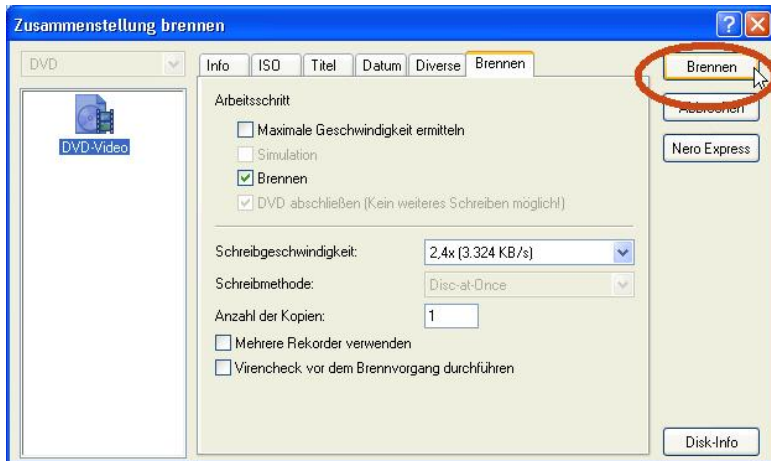 Zusammenstellung brennen
DVD
Info ISO Titel Datum Diverse Brennen
Brennen
Arbeitsschritt
Abbrechen
Maximale Geschwindigkeit ermitteln
DVD-Video
Nero Express
Simulation
Brennen
DVD abschließen (Kein weiteres Schreiben möglich!)
Schreibgeschwindigkeit: 2,4x (3.324 KB/s)
Schreibmethode: Disc-at-Once
Anzahl der Kopien: 1
Mehrere Rekorder verwenden
Virencheck vor dem Brennvorgang durchführen
Disk-Info